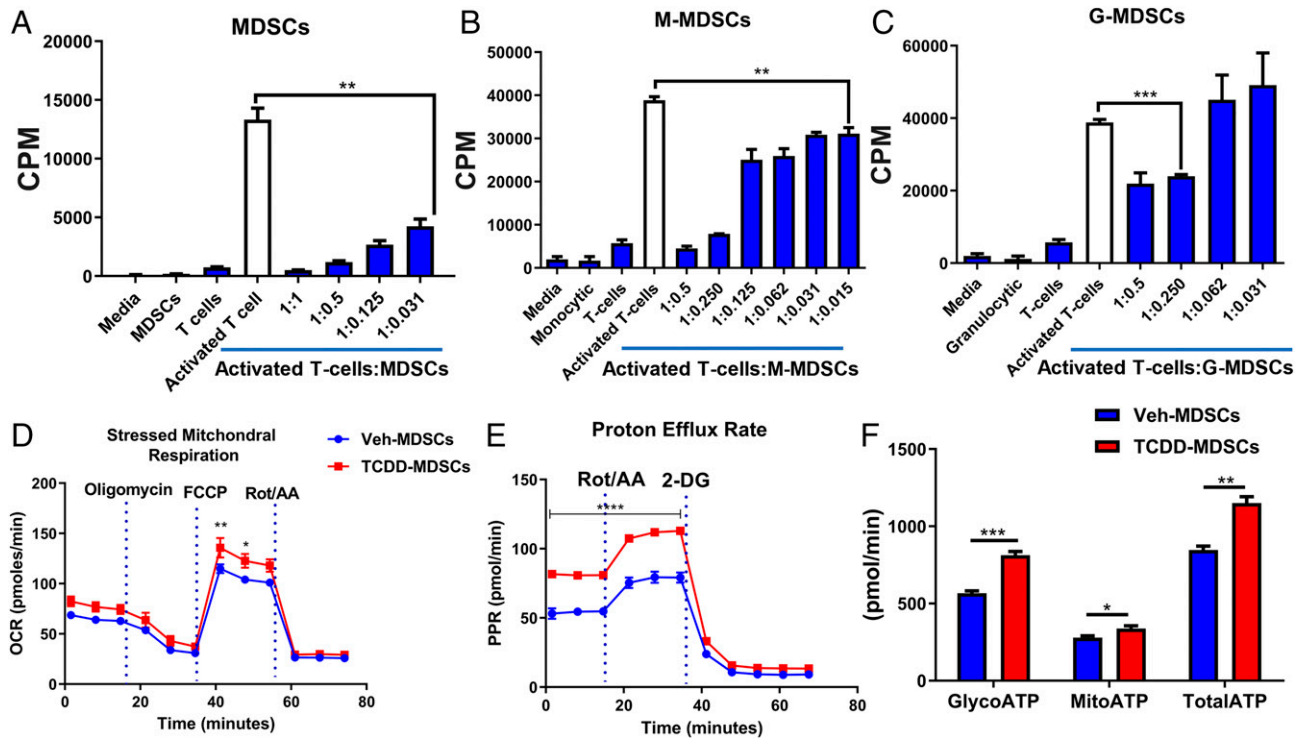 A
MDSCs
CPM
20000
15000
10000
5000
0
**
Media
MDSCs
T cells
Activated T cell
1:1
1:0.5
1:0.125
1:0.031
Activated T-cells:MDSCs
B
M-MDSCs
CPM
50000
40000
30000
20000
10000
0
**
Media
Monocytic
T-cells
Activated T-cells
1:0.5
1:0.250
1:0.125
1:0.062
1:0.031
1:0.015
Activated T-cells:M-MDSCs
C
G-MDSCs
CPM
60000
40000
20000
0
***
Media
Granulocytic
T-cells
Activated T-cells
1:0.5
1:0.250
1:0.062
1:0.031
Activated T-cells:G-MDSCs
D
Stressed Mitchondral
Respiration
Veh-MDSCs
TCDD-MDSCs
OCR (pmoles/min)
200
150
100
50
0
Oligomycin
FCCP
Rot/AA
**
*
0 20 40 60 80
Time (minutes)
E
Proton Efflux Rate
PPR (pmol/min)
150
100
50
0
Rot/AA
2-DG
****
0 20 40 60 80
Time (minutes)
F
Veh-MDSCs
TCDD-MDSCs
(pmol/min)
1500
1000
500
0
***
*
**
GlycoATP
MitoATP
TotalATP